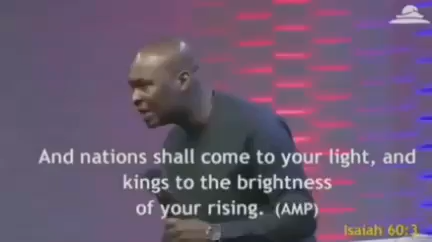 And nations shall come to your light, and
kings to the brightness
of your rising. (AMP)
Isaiah 60:3